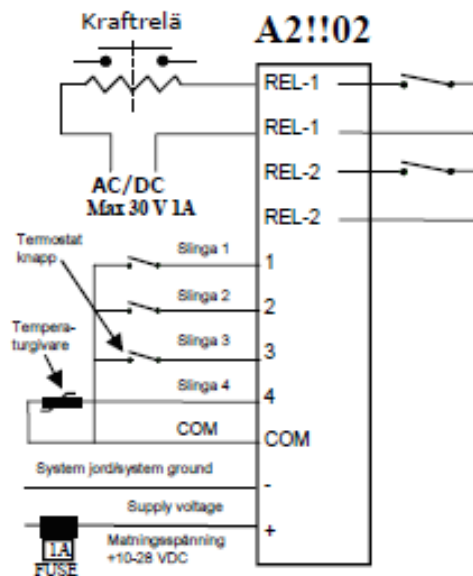 Kraftrelä
A2!!02
REL-1
REL-1
AC/DC
Max 30 V 1A
REL-2
REL-2
Termostat
knapp
Slinga 1
1
Slinga 2
2
Tempera-
turgivare
Slinga 3
3
Slinga 4
4
COM
COM
System jord/system ground
-
Supply voltage
+
Matningsspänning
+10-28 VDC
1A
FUSE